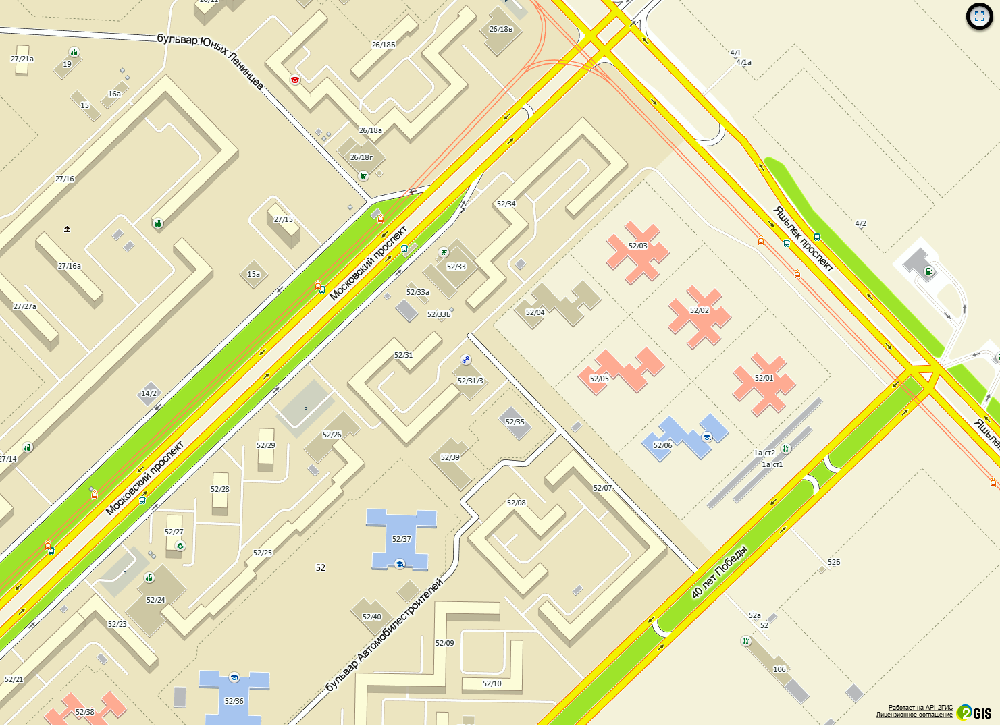 26/21
Р
26/18в
бульвар Юных Ленинцев
26/18Б
27/21а
19
4/1
4/1а
16а
15
26/18а
26/18г
27/16
52/34
27/15
4/2
Яшьлек проспект
Московский проспект
52/03
27/16а
52/33
15а
52/33а
27/27а
52/04
52/33Б
52/02
52/31
52/05
52/01
52/31/3
14/2
Р
52/35
52/26
Яшьлек
52/29
52/06
1а ст2
27/14
52/39
1а ст1
Московский проспект
52/28
52/07
52/08
52/27
52/37
52/25
52
Р
40 лет Победы
52Б
52/24
52/40
52/23
52а
52
бульвар Автомобилестроителей
52/09
106
52/21
52/10
52/36
52/38
Работает на API 2ГИС
Лицензионное соглашение
2GIS